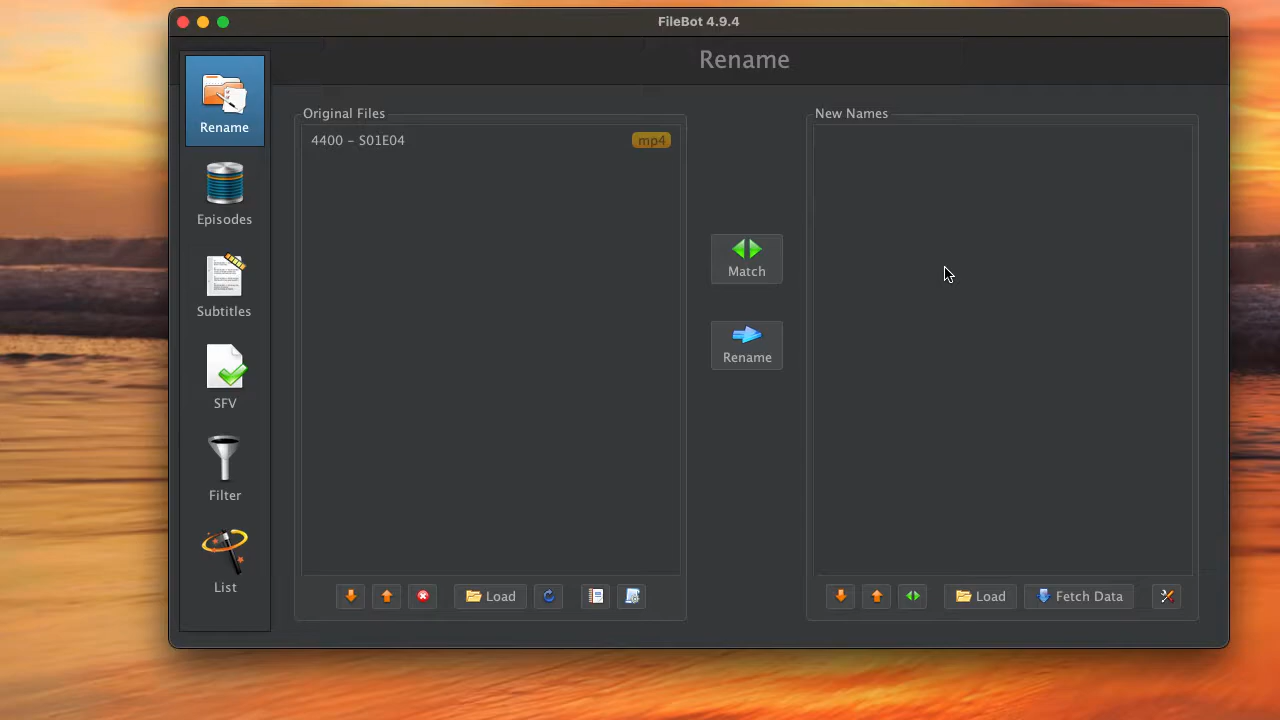 FileBot 4.9.4
Rename
Rename
Episodes
Subtitles
SFV
Filter
List
Original Files
4400 - S01E04
mp4
Load
Match
Rename
New Names
Load
Fetch Data